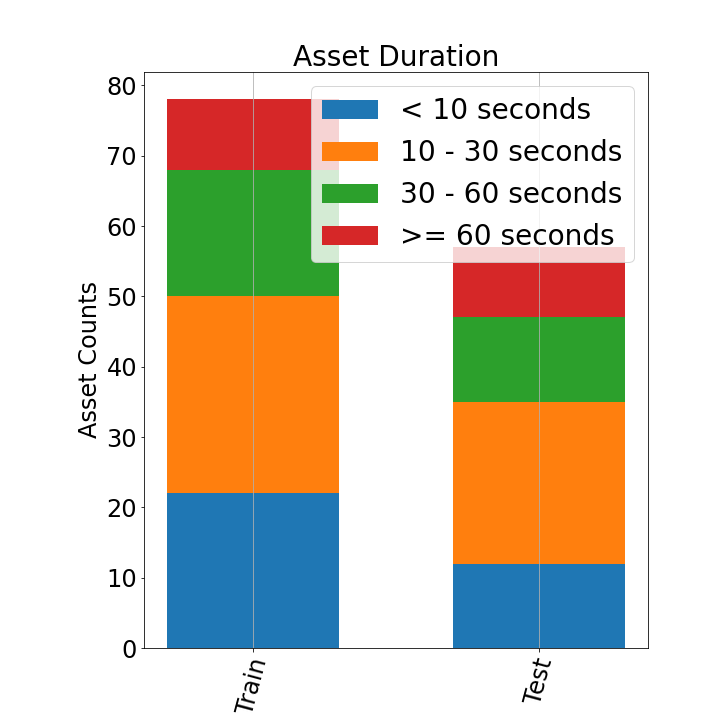 Asset Duration
80
70
60
50
40
30
20
10
0
Asset Counts
< 10 seconds
10 - 30 seconds
30 - 60 seconds
>= 60 seconds
Train
Test